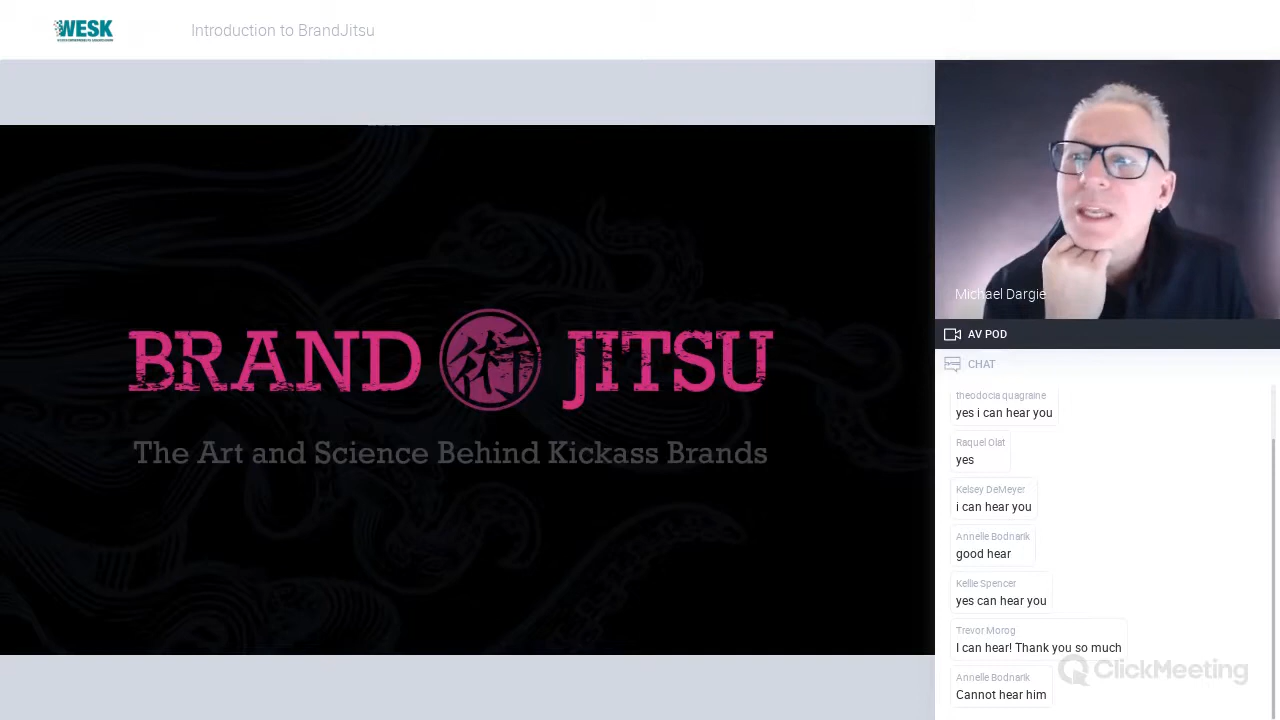 WESK
Introduction to BrandJitsu
BRAND 術 JITSU
The Art and Science Behind Kickass Brands
Michael Dargie
AV POD
CHAT
theodocia quagraine
yes i can hear you
Raquel Olat
yes
Kelsey DeMeyer
i can hear you
Annelle Bodnarik
good hear
Kellie Spencer
yes can hear you
Trevor Morog
I can hear! Thank you so much
Annelle Bodnarik
Cannot hear him
ClickMeeting